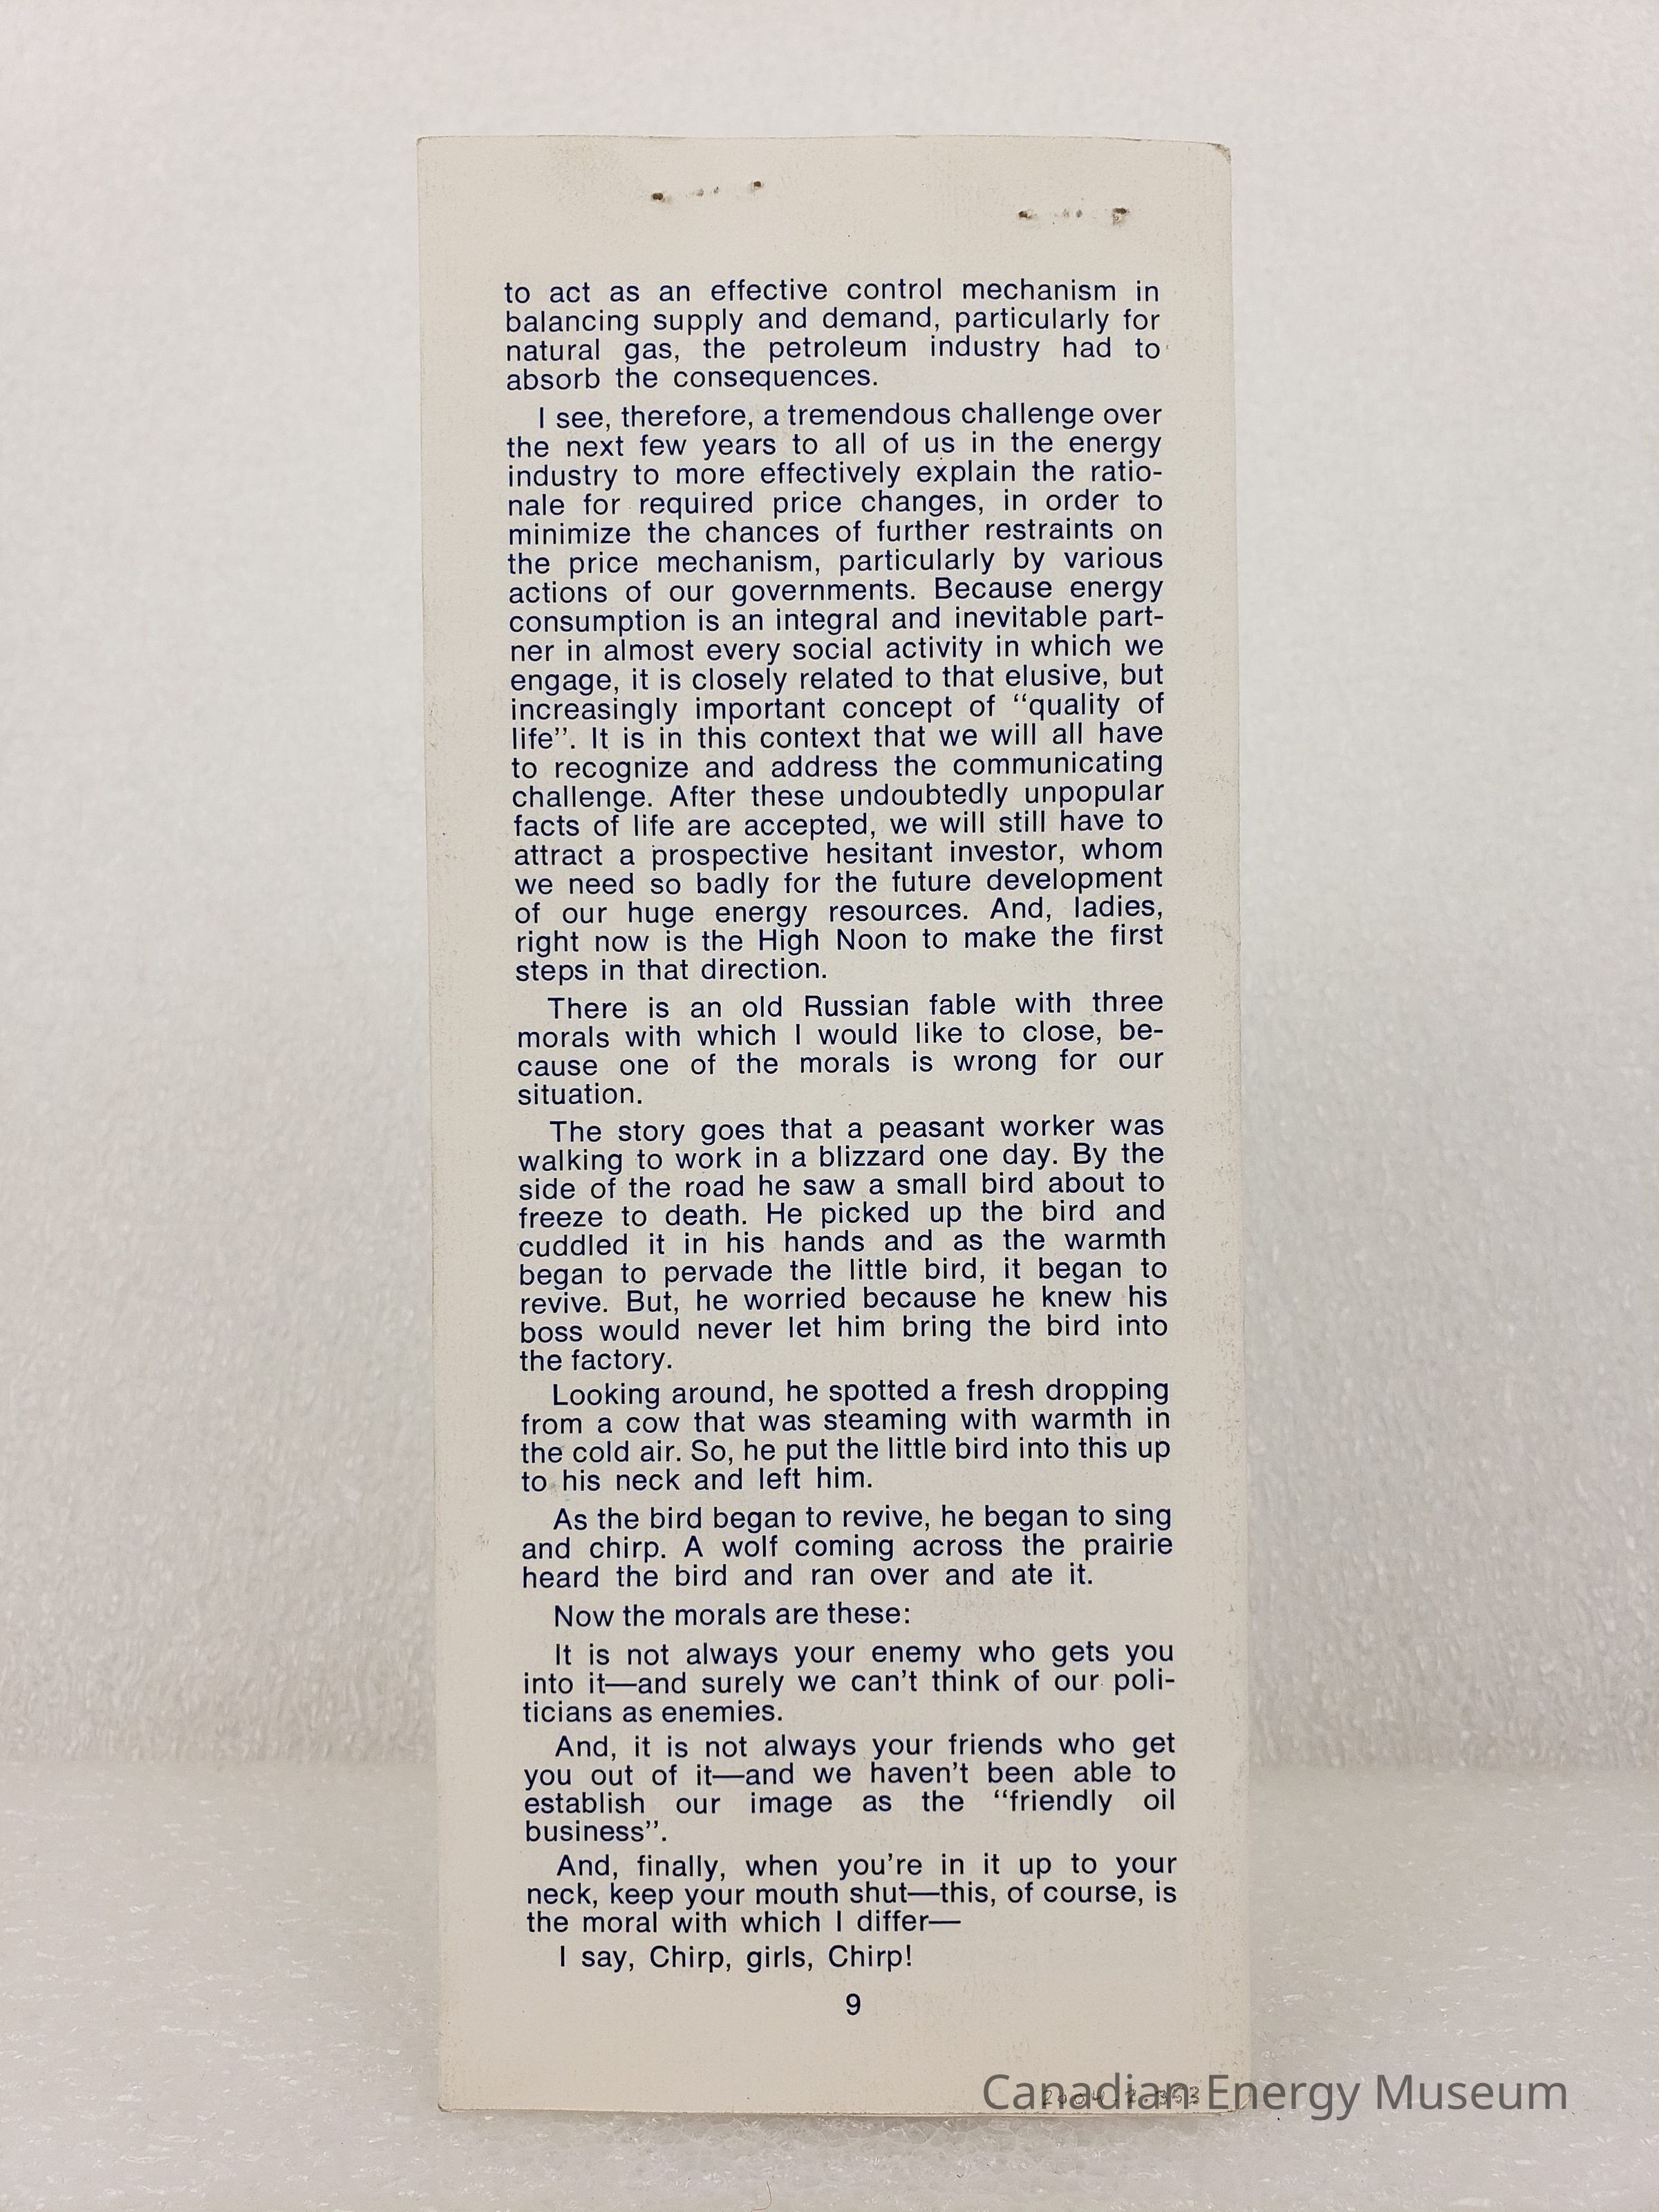 to act as an effective control mechanism in
balancing supply and demand, particularly for
natural gas, the petroleum industry had to
absorb the consequences.
I see, therefore, a tremendous challenge over
the next few years to all of us in the energy
industry to more effectively explain the ratio-
nale for required price changes, in order to
minimize the chances of further restraints on
the price mechanism, particularly by various
actions of our governments. Because energy
consumption is an integral and inevitable part-
ner in almost every social activity in which we
engage, it is closely related to that elusive, but
increasingly important concept of “quality of
life”. It is in this context that we will all have
to recognize and address the communicating
challenge. After these undoubtedly unpopular
facts of life are accepted, we will still have to
attract a prospective hesitant investor, whom
we need so badly for the future development
of our huge energy resources. And, ladies,
right now is the High Noon to make the first
steps in that direction.
There is an old Russian fable with three
morals with which I would like to close, be-
cause one of the morals is wrong for our
situation.
The story goes that a peasant worker was
walking to work in a blizzard one day. By the
side of the road he saw a small bird about to
freeze to death. He picked up the bird and
cuddled it in his hands and as the warmth
began to pervade the little bird, it began to
revive. But, he worried because he knew his
boss would never let him bring the bird into
the factory.
Looking around, he spotted a fresh dropping
from a cow that was steaming with warmth in
the cold air. So, he put the little bird into this up
to his neck and left him.
As the bird began to revive, he began to sing
and chirp. A wolf coming across the prairie
heard the bird and ran over and ate it.
Now the morals are these:
It is not always your enemy who gets you
into it—and surely we can’t think of our poli-
ticians as enemies.
And, it is not always your friends who get
you out of it—and we haven’t been able to
establish our image as the “friendly oil
business”.
And, finally, when you’re in it up to your
neck, keep your mouth shut—this, of course, is
the moral with which I differ—
I say, Chirp, girls, Chirp!
9
Canadian Energy Museum